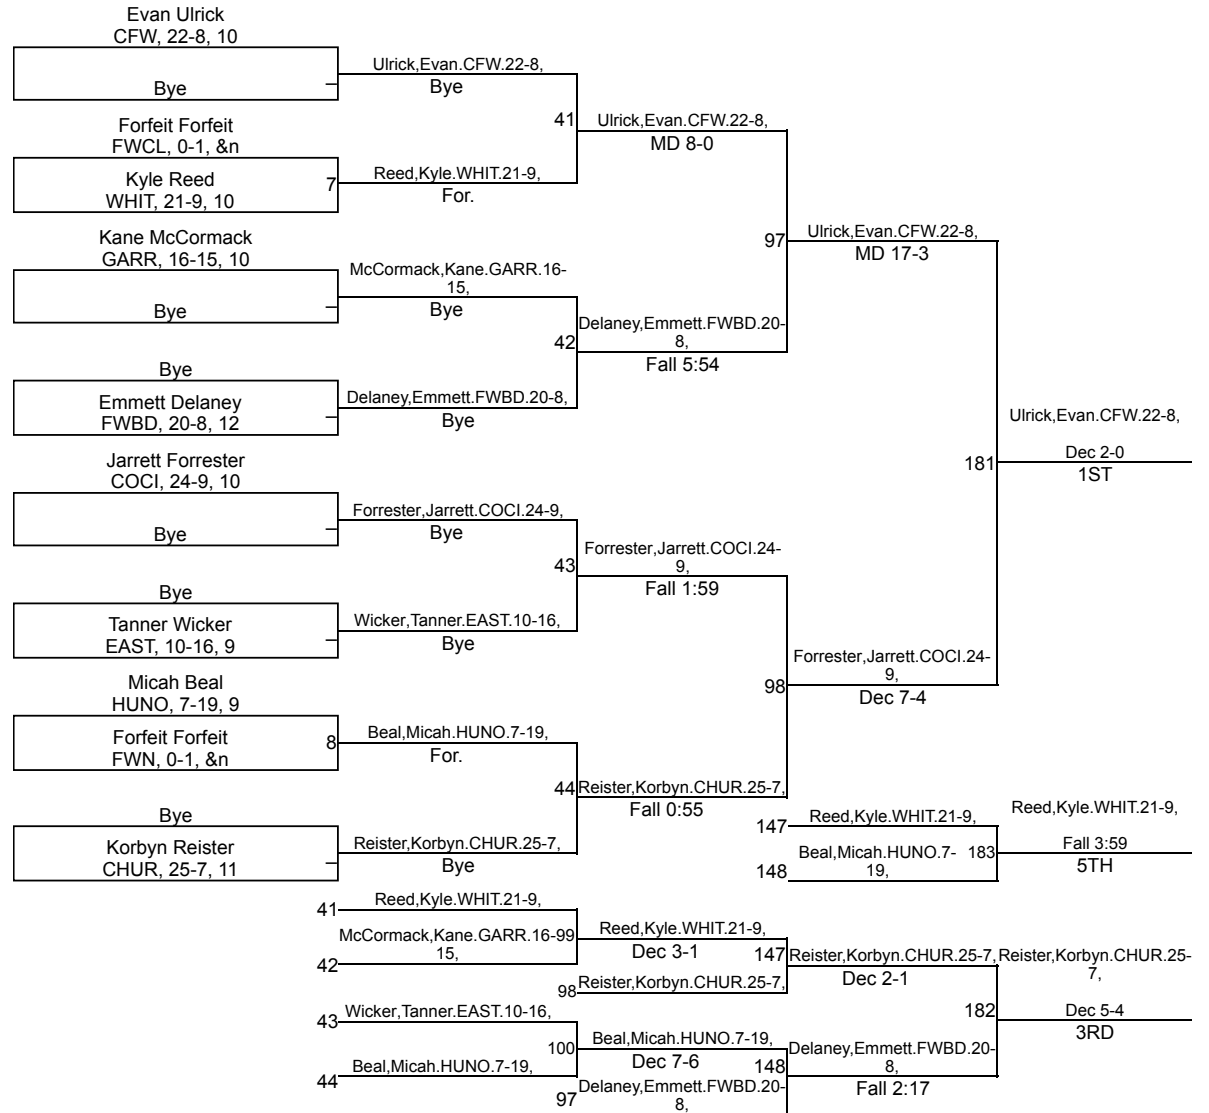 Evan Ulrick
CFW, 22-8, 10
Bye
_
Ulrick,Evan.CFW.22-8,
Bye
Forfeit Forfeit
FWCL, 0-1, &n
Kyle Reed
WHIT, 21-9, 10
7
Reed,Kyle.WHIT.21-9,
For.
41
Ulrick,Evan.CFW.22-8,
MD 8-0
Kane McCormack
GARR, 16-15, 10
Bye
_
McCormack,Kane.GARR.16-
15,
Bye
Bye
Emmett Delaney
FWBD, 20-8, 12
_
Delaney,Emmett.FWBD.20-8,
Bye
42
Delaney,Emmett.FWBD.20-
8,
Fall 5:54
97
Ulrick,Evan.CFW.22-8,
MD 17-3
Jarrett Forrester
COCI, 24-9, 10
Bye
_
Forrester,Jarrett.COCI.24-9,
Bye
Bye
Tanner Wicker
EAST, 10-16, 9
_
Wicker,Tanner.EAST.10-16,
Bye
43
Forrester,Jarrett.COCI.24-
9,
Fall 1:59
Micah Beal
HUNO, 7-19, 9
Forfeit Forfeit
FWN, 0-1, &n
8
Beal,Micah.HUNO.7-19,
For.
Bye
Korbyn Reister
CHUR, 25-7, 11
_
Reister,Korbyn.CHUR.25-7,
Bye
44
Reister,Korbyn.CHUR.25-7,
Fall 0:55
98
Forrester,Jarrett.COCI.24-
9,
Dec 7-4
181
Ulrick,Evan.CFW.22-8,
Dec 2-0
1ST
147
Reed,Kyle.WHIT.21-9,
148
Beal,Micah.HUNO.7-
19,
183
Reed,Kyle.WHIT.21-9,
Fall 3:59
5TH
41
Reed,Kyle.WHIT.21-9,
42
McCormack,Kane.GARR.16-
15,
99
Reed,Kyle.WHIT.21-9,
Dec 3-1
98
Reister,Korbyn.CHUR.25-7,
147
Reister,Korbyn.CHUR.25-7,
Dec 2-1
43
Wicker,Tanner.EAST.10-16,
44
Beal,Micah.HUNO.7-19,
100
Beal,Micah.HUNO.7-19,
Dec 7-6
97
Delaney,Emmett.FWBD.20-
8,
148
Delaney,Emmett.FWBD.20-
8,
Fall 2:17
182
Reister,Korbyn.CHUR.25-
7,
Dec 5-4
3RD